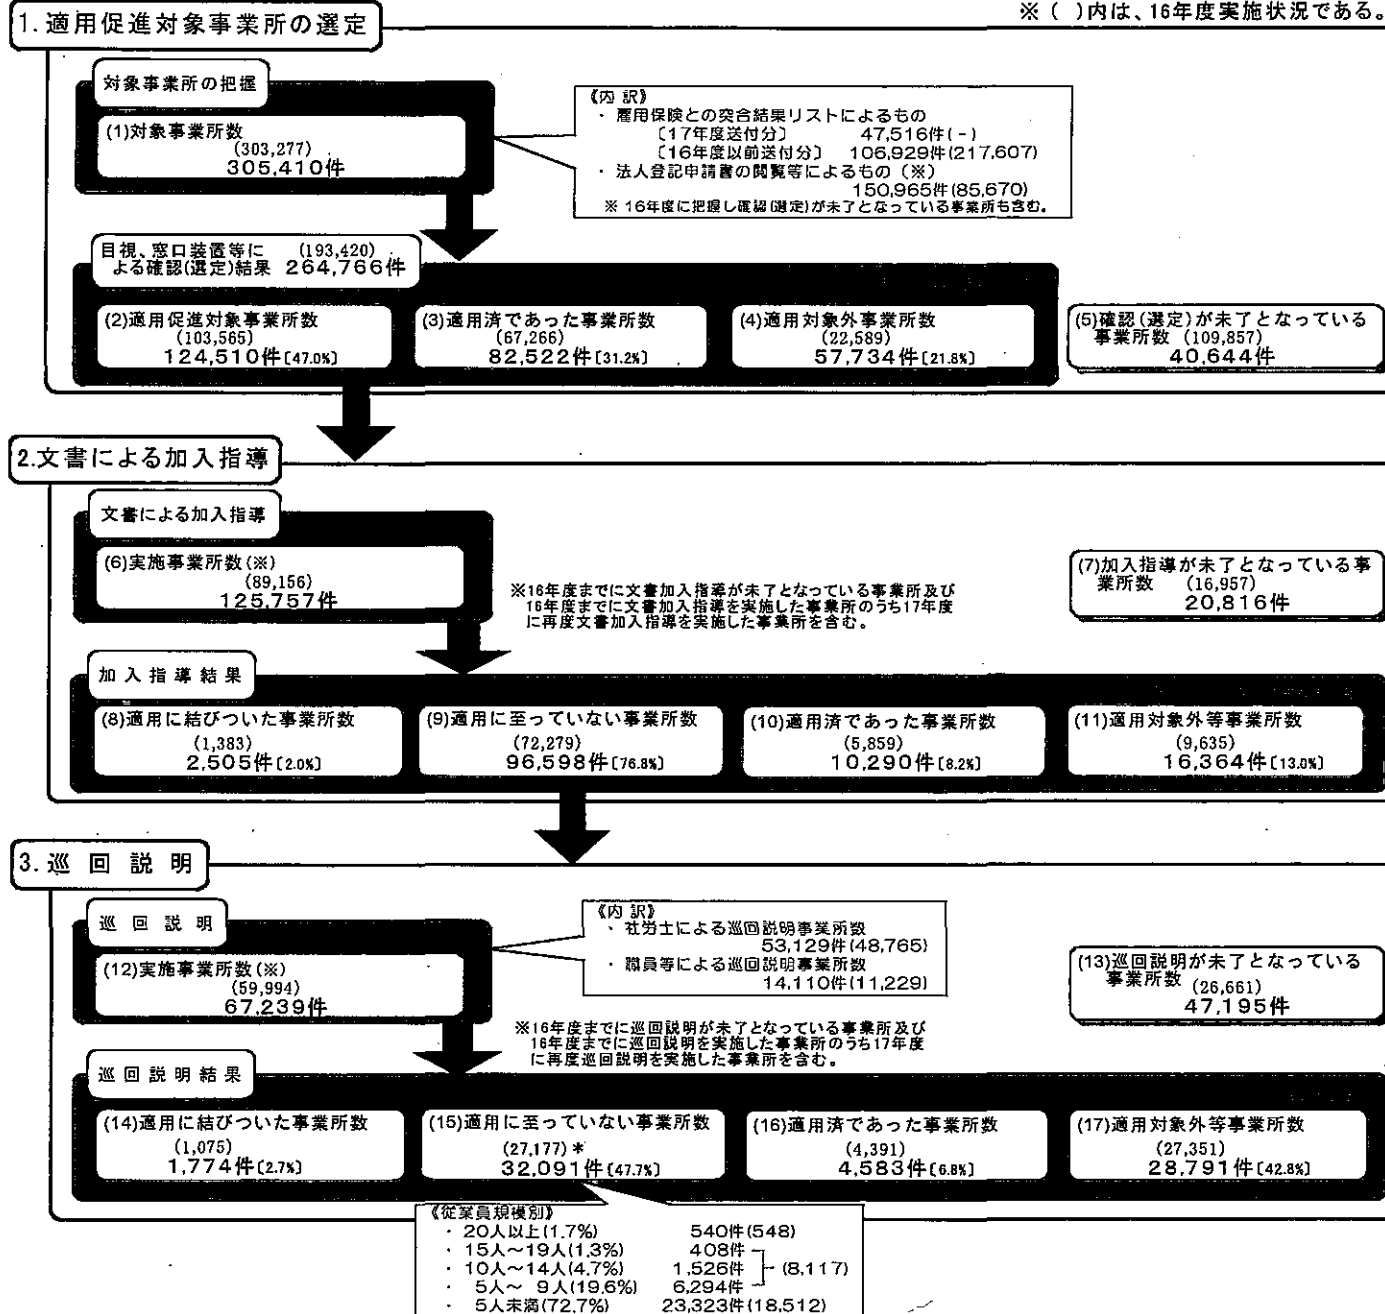 ※（ ）内は、16年度実施状況である。
1.適用促進対象事業所の選定
対象事業所の把握
(1)対象事業所数
(303,277)
305,410件
《内 訳》
・ 雇用保険との突合結果リストによるもの
〔17年度送付分〕 47,516件(-)
〔16年度以前送付分〕 106,929件(217,607)
・ 法人登記申請書の閲覧等によるもの（※）
150,965件(85,670)
※ 16年度に把握し確認(選定)が未了となっている事業所も含む。
目視、窓口装置等に (193,420)
よる確認(選定)結果 264,766件
(2)適用促進対象事業所数
(103,565)
124,510件〔47.0%〕
(3)適用済であった事業所数
(67,266)
82,522件〔31.2%〕
(4)適用対象外事業所数
(22,589)
57,734件〔21.8%〕
(5)確認(選定)が未了となっている
事業所数 (109,857)
40,644件
2.文書による加入指導
文書による加入指導
(6)実施事業所数(※)
(89,156)
125,757件
※16年度までに文書加入指導が未了となっている事業所及び
16年度までに文書加入指導を実施した事業所のうち17年度
に再度文書加入指導を実施した事業所を含む。
(7)加入指導が未了となっている事
業所数 (16,957)
20,816件
加入指導結果
(8)適用に結びついた事業所数
(1,383)
2,505件〔2.0%〕
(9)適用に至っていない事業所数
(72,279)
96,598件〔76.8%〕
(10)適用済であった事業所数
(5,859)
10,290件〔8.2%〕
(11)適用対象外等事業所数
(9,635)
16,364件〔13.0%〕
3.巡 回 説 明
巡 回 説 明
(12)実施事業所数(※)
(59,994)
67,239件
《内 訳》
・ 社労士による巡回説明事業所数
53,129件(48,765)
・ 職員等による巡回説明事業所数
14,110件(11,229)
※16年度までに巡回説明が未了となっている事業所及び
16年度までに巡回説明を実施した事業所のうち17年度
に再度巡回説明を実施した事業所を含む。
(13)巡回説明が未了となっている
事業所数 (26,661)
47,195件
巡回説明結果
(14)適用に結びついた事業所数
(1,075)
1,774件〔2.7%〕
(15)適用に至っていない事業所数
(27,177)＊
32,091件〔47.7%〕
(16)適用済であった事業所数
(4,391)
4,583件〔6.8%〕
(17)適用対象外等事業所数
(27,351)
28,791件〔42.8%〕
《従業員規模別》
・ 20人以上(1.7%) 540件(548)
・ 15人～19人(1.3%) 408件
・ 10人～14人(4.7%) 1,526件 (8,117)
・ 5人～ 9人(19.6%) 6,294件
・ 5人未満(72.7%) 23,323件(18,512)